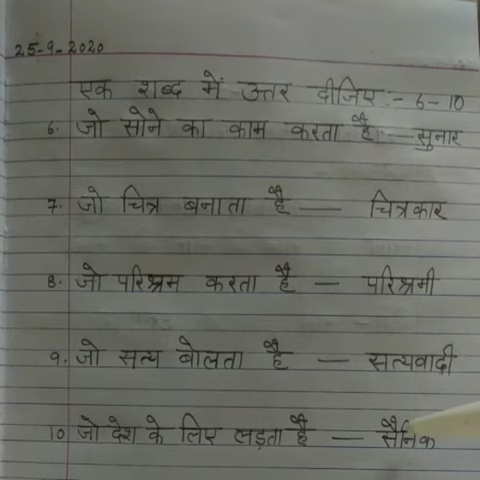 25-9-2020
एक शब्द में उत्तर दीजिए :- 6-10
6. जो सोने का काम करता है — सुनार
7. जो चित्र बनाता है — चित्रकार
8. जो परिश्रम करता है — परिश्रमी
9. जो सत्य बोलता है — सत्यवादी
10 जो देश के लिए लड़ता है — सैनिक